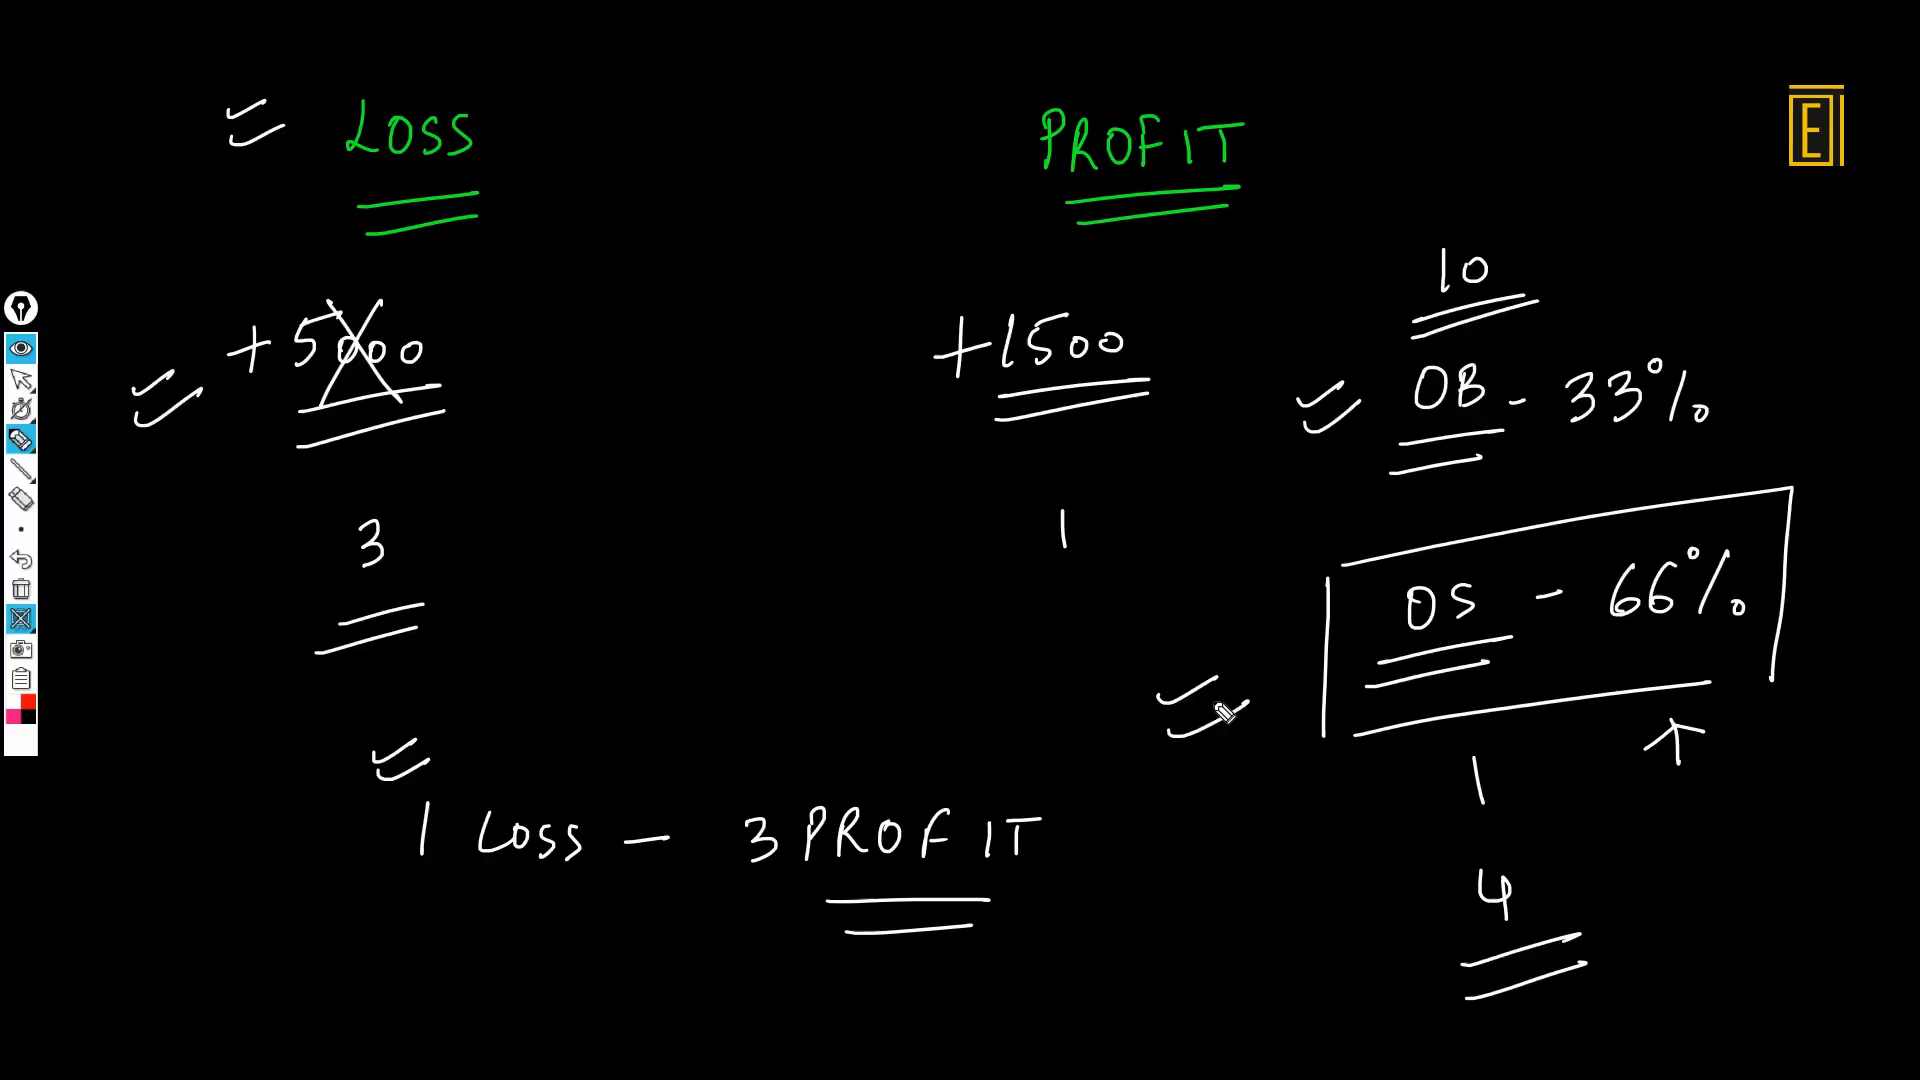 LOSS
PROFIT
E
10
+5000
+1500
OB - 33%
3
1
OS - 66%
1
1 LOSS - 3 PROFIT
4